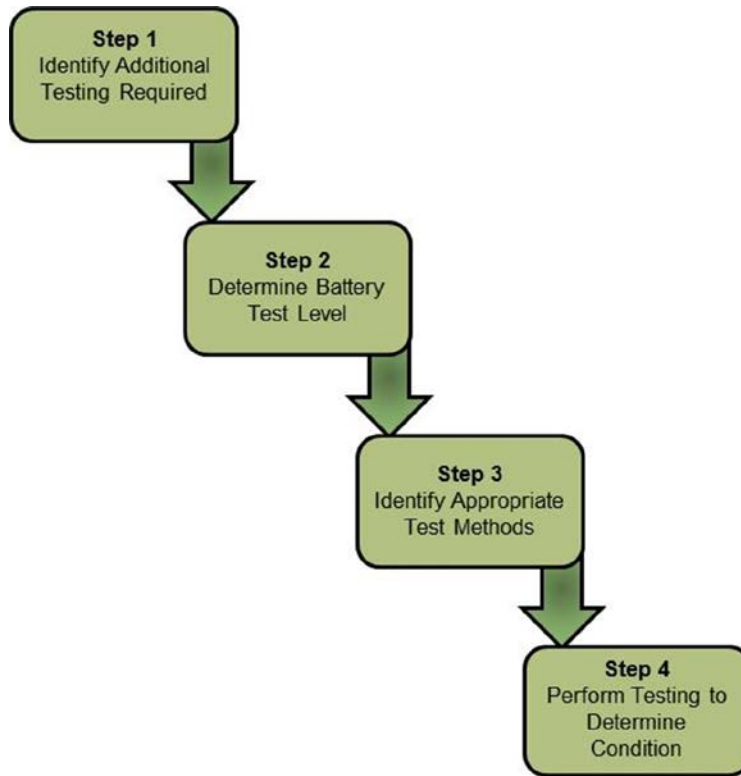 Step 1
Identify Additional
Testing Required
Step 2
Determine Battery
Test Level
Step 3
Identify Appropriate
Test Methods
Step 4
Perform Testing to
Determine
Condition